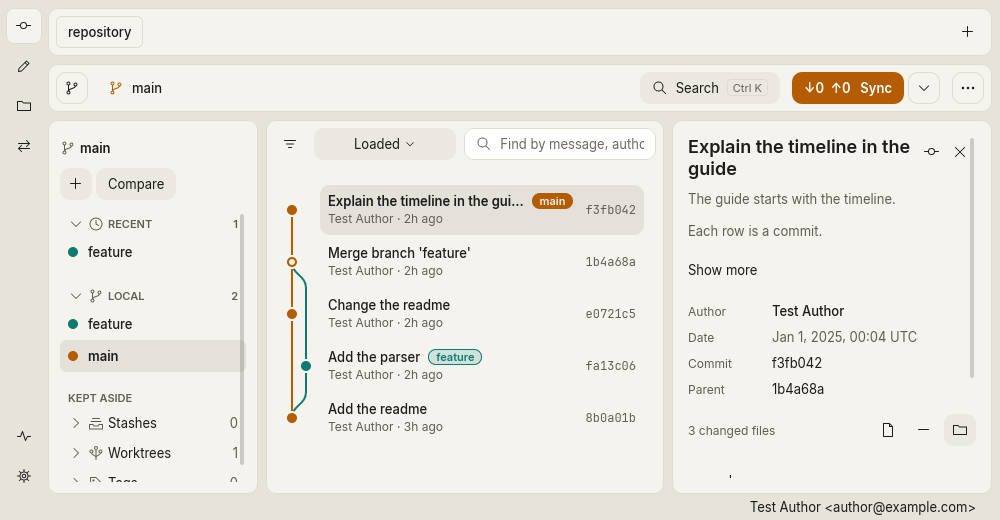 repository
main
Search Ctrl K
↓0 ↑0 Sync
main
Compare
RECENT 1
feature
LOCAL 2
feature
main
KEPT ASIDE
Stashes 0
Worktrees 1
Loaded
Find by message, autho
Explain the timeline in the gui... main f3fb042
Test Author · 2h ago
Merge branch 'feature' 1b4a68a
Test Author · 2h ago
Change the readme e0721c5
Test Author · 2h ago
Add the parser feature fa13c06
Test Author · 2h ago
Add the readme 8b0a01b
Test Author · 3h ago
Explain the timeline in the
guide
The guide starts with the timeline.
Each row is a commit.
Show more
Author Test Author
Date Jan 1, 2025, 00:04 UTC
Commit f3fb042
Parent 1b4a68a
3 changed files
Test Author <author@example.com>